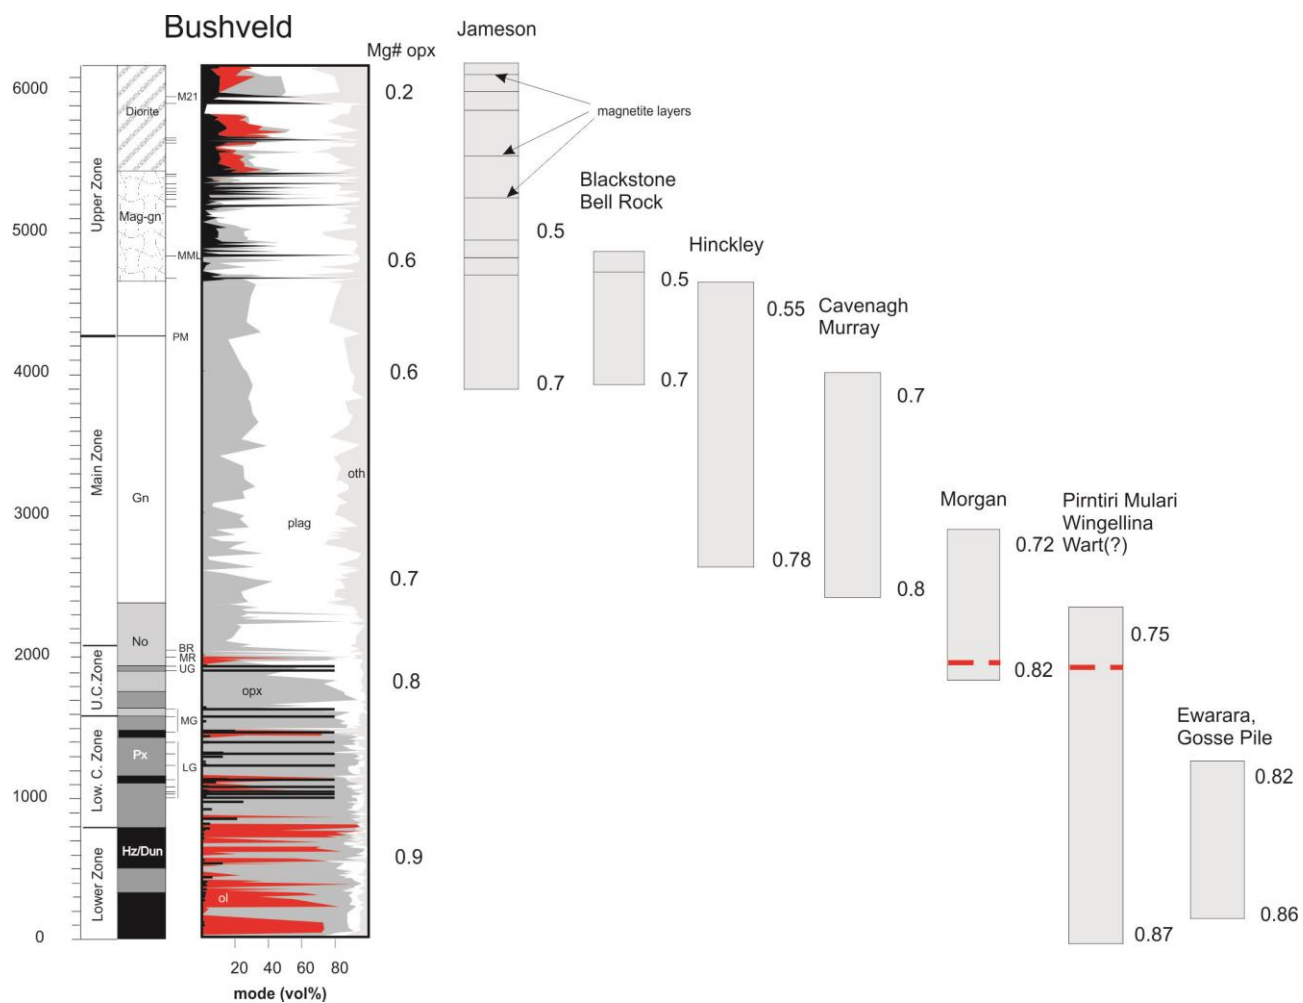 Bushveld
Mg# opx
Jameson
6000
5000
4000
3000
2000
1000
0
Upper Zone
Main Zone
U.C.Zone
Low. C. Zone
Lower Zone
Diorite
Mag-gn
Gn
No
Px
Hz/Dun
M21
MML
PM
BR
MR
UG
MG
LG
oth
plag
opx
ol
20 40 60 80
mode (vol%)
0.2
0.6
0.6
0.7
0.8
0.9
magnetite layers
0.5
0.7
Blackstone
Bell Rock
0.5
0.7
Hinckley
0.55
0.78
Cavenagh
Murray
0.7
0.8
Morgan
0.72
0.82
Pirntiri Mulari
Wingellina
Wart(?)
0.75
0.87
Ewarara,
Gosse Pile
0.82
0.86